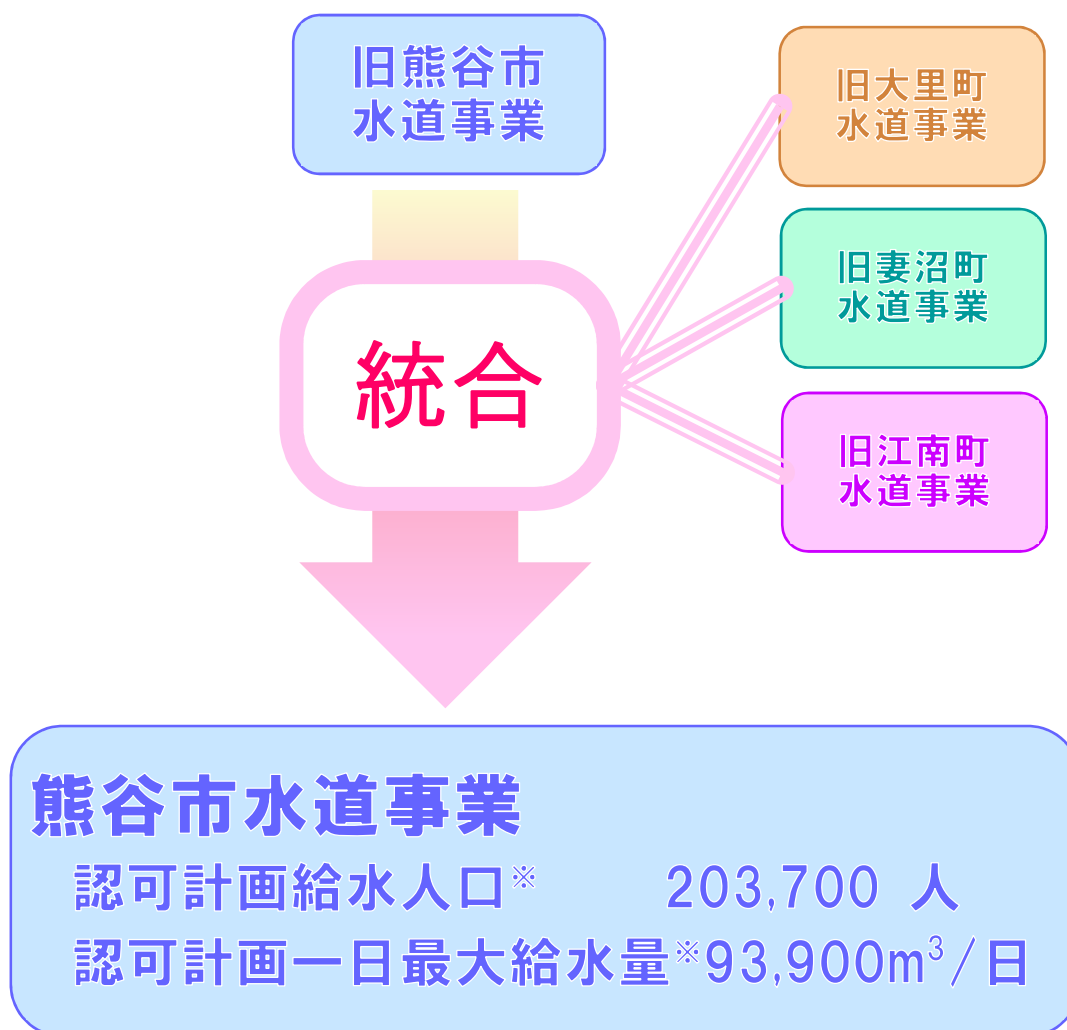 旧熊谷市
水道事業
旧大里町
水道事業
旧妻沼町
水道事業
統合
旧江南町
水道事業
熊谷市水道事業
認可計画給水人口※ 203,700 人
認可計画一日最大給水量※93,900m³/日